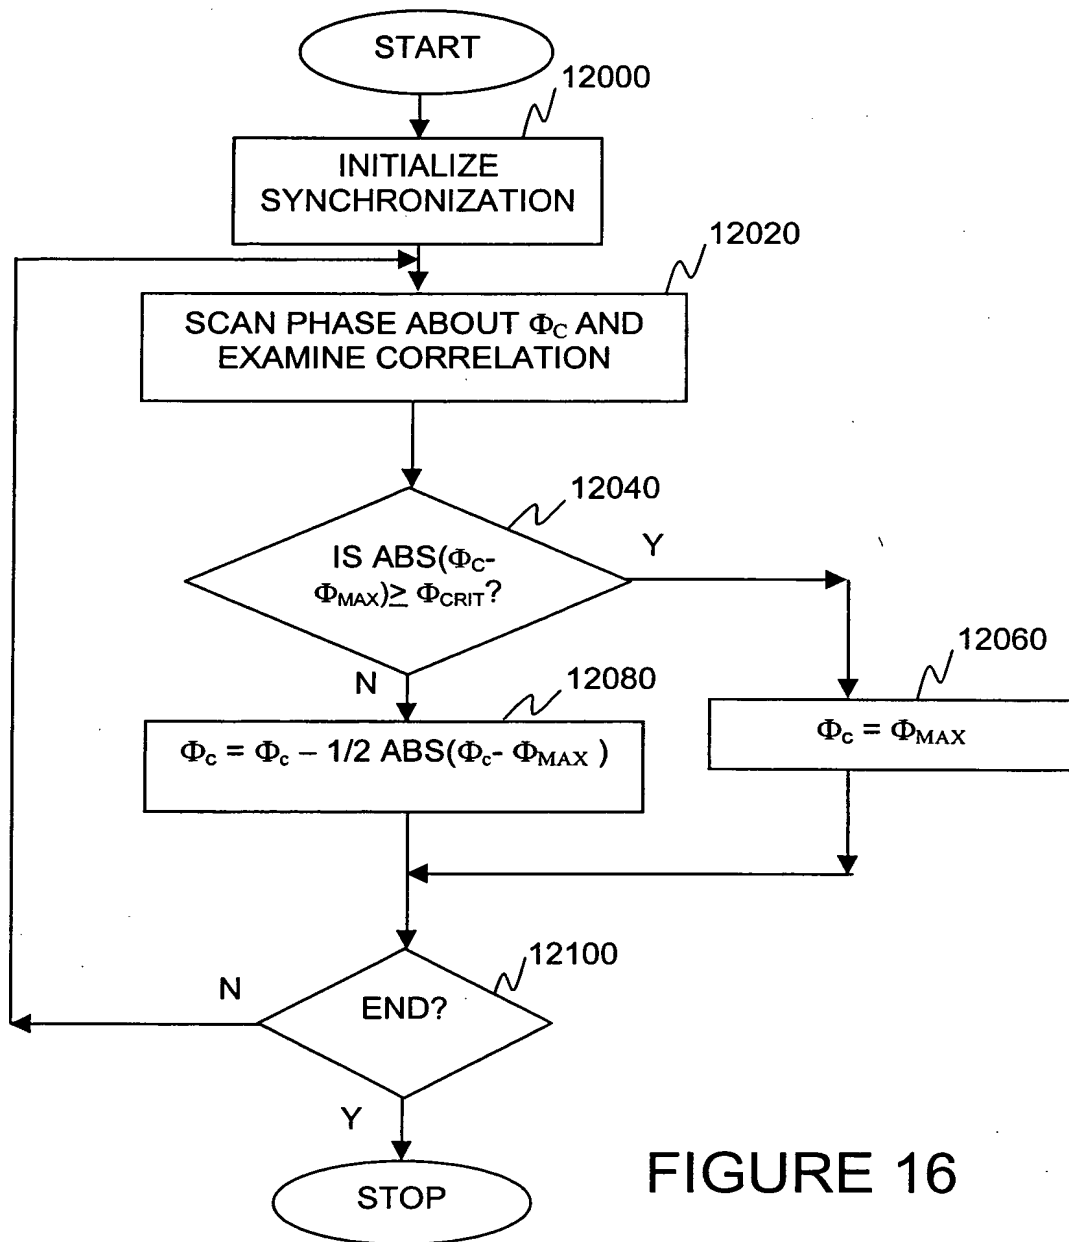 START
12000
INITIALIZE
SYNCHRONIZATION
12020
SCAN PHASE ABOUT ΦC AND
EXAMINE CORRELATION
12040
IS ABS(ΦC-
ΦMAX)≥ ΦCRIT?
Y
N
12060
Φc = ΦMAX
12080
Φc = Φc – 1/2 ABS(Φc- ΦMAX )
12100
END?
N
Y
STOP
FIGURE 16